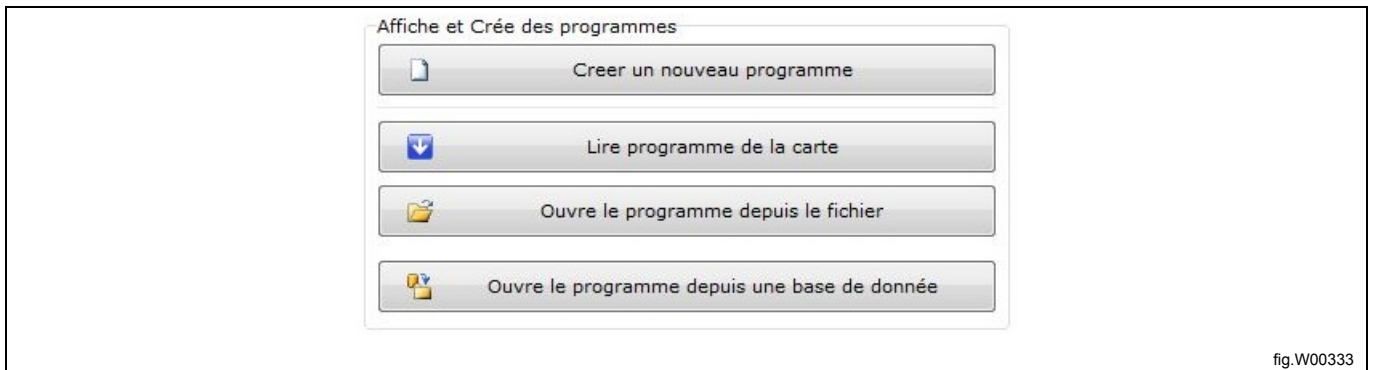 Affiche et Crée des programmes
Creer un nouveau programme
Lire programme de la carte
Ouvre le programme depuis le fichier
Ouvre le programme depuis une base de donnée
fig.W00333